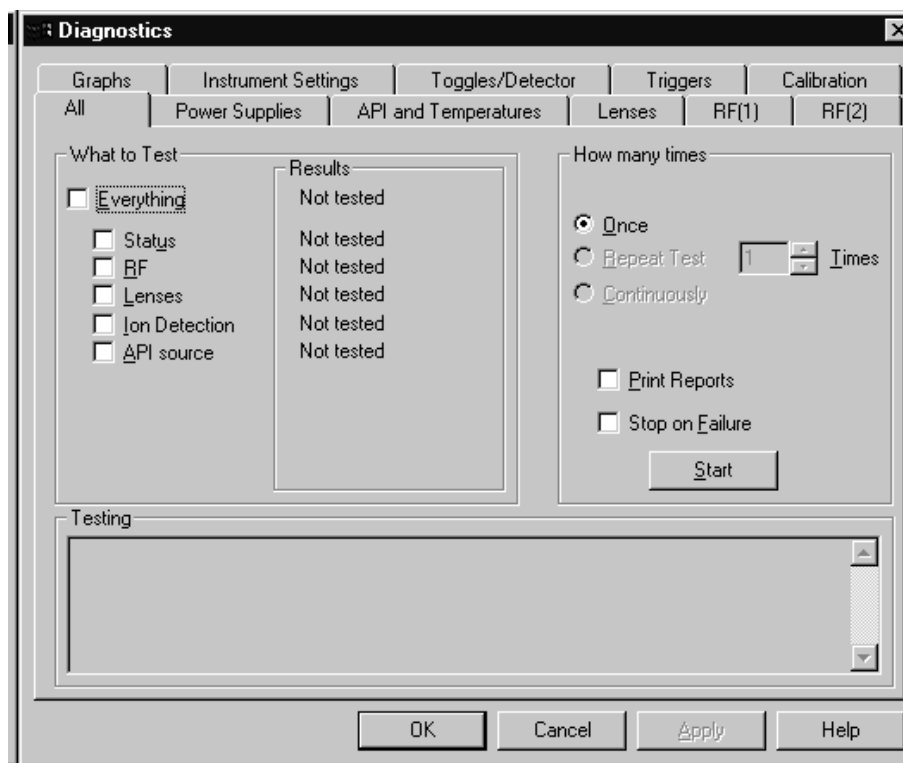 Diagnostics
Graphs Instrument Settings Toggles/Detector Triggers Calibration
All Power Supplies API and Temperatures Lenses RF(1) RF(2)
What to Test
Results
Everything Not tested
Status Not tested
RF Not tested
Lenses Not tested
Ion Detection Not tested
API source Not tested
How many times
Once
Repeat Test 1 Times
Continuously
Print Reports
Stop on Failure
Start
Testing
OK Cancel Apply Help